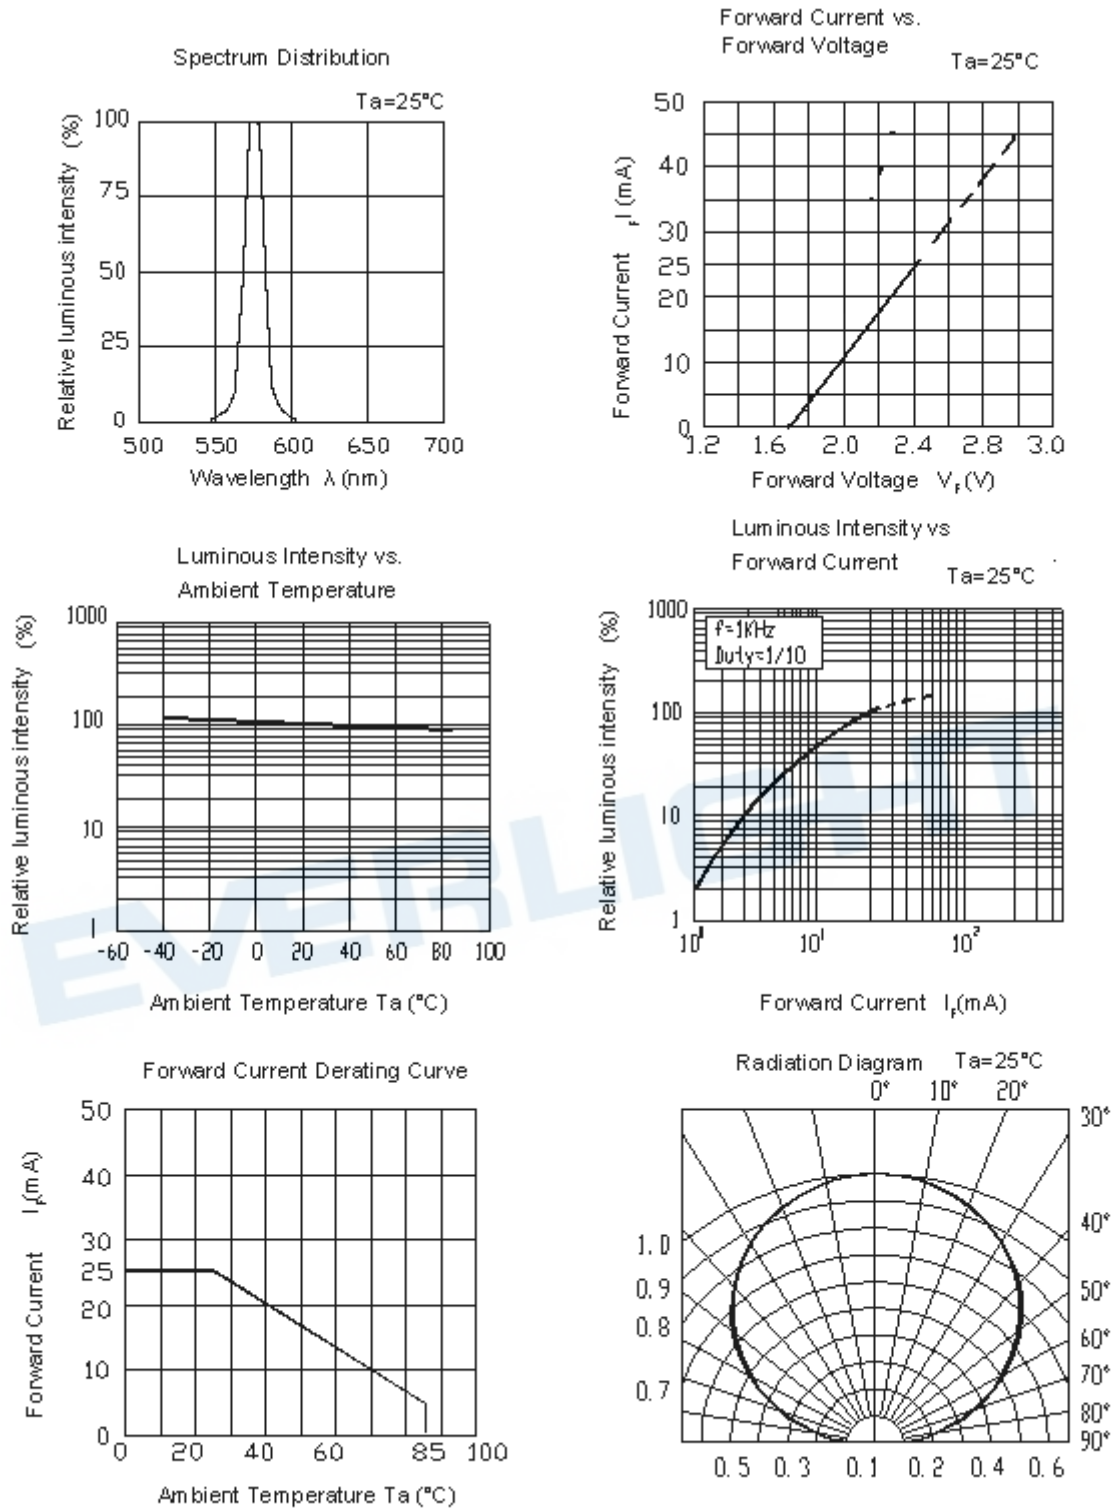 Spectrum Distribution
Ta=25°C
Relative luminous intensity (%)
100
75
50
25
0
500 550 600 650 700
Wavelength λ (nm)
Forward Current vs.
Forward Voltage
Ta=25°C
Forward Current I F (mA)
50
40
30
25
20
10
0
1.2 1.6 2.0 2.4 2.8 3.0
Forward Voltage V F (V)
Luminous Intensity vs.
Ambient Temperature
Relative luminous intensity (%)
1000
100
10
1
-60 -40 -20 0 20 40 60 80 100
Ambient Temperature Ta (°C)
Luminous Intensity vs
Forward Current
Ta=25°C
f=1KHz
Duty=1/10
Relative luminous intensity (%)
1000
100
10
1
10⁰ 10¹ 10²
Forward Current I F (mA)
EVERLIGHT
Forward Current Derating Curve
Forward Current I F (mA)
50
40
30
25
20
10
0
0 20 40 60 85 100
Ambient Temperature Ta (°C)
Radiation Diagram Ta=25°C
0° 10° 20°
30°
40°
50°
60°
70°
80°
90°
1.0
0.9
0.8
0.7
0.5 0.3 0.1 0.2 0.4 0.6